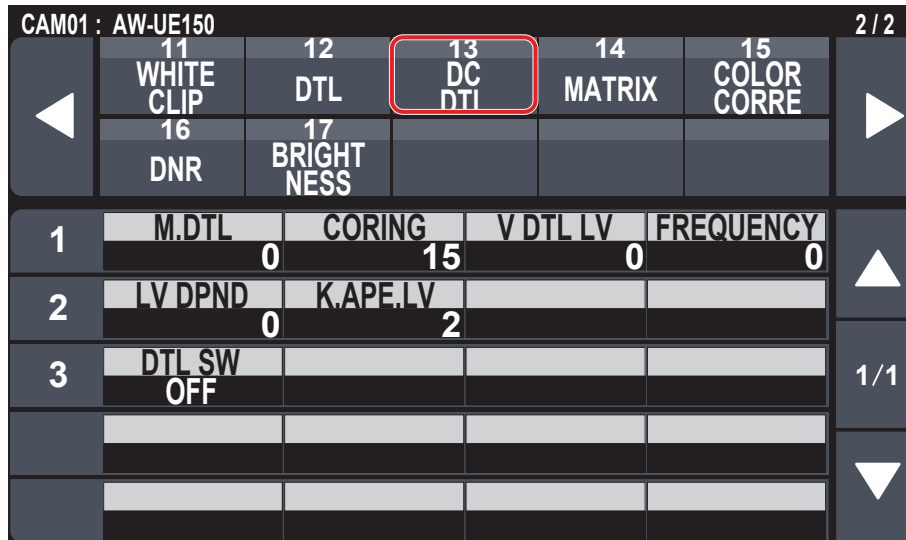 CAM01 : AW-UE150 2 / 2
11 12 13 14 15
WHITE CLIP DTL DC DTL MATRIX COLOR CORRE
16 17
DNR BRIGHT NESS
M.DTL CORING V DTL LV FREQUENCY
1 0 15 0 0
LV DPND K,APE.LV
2 0 2
DTL SW
3 OFF 1/1